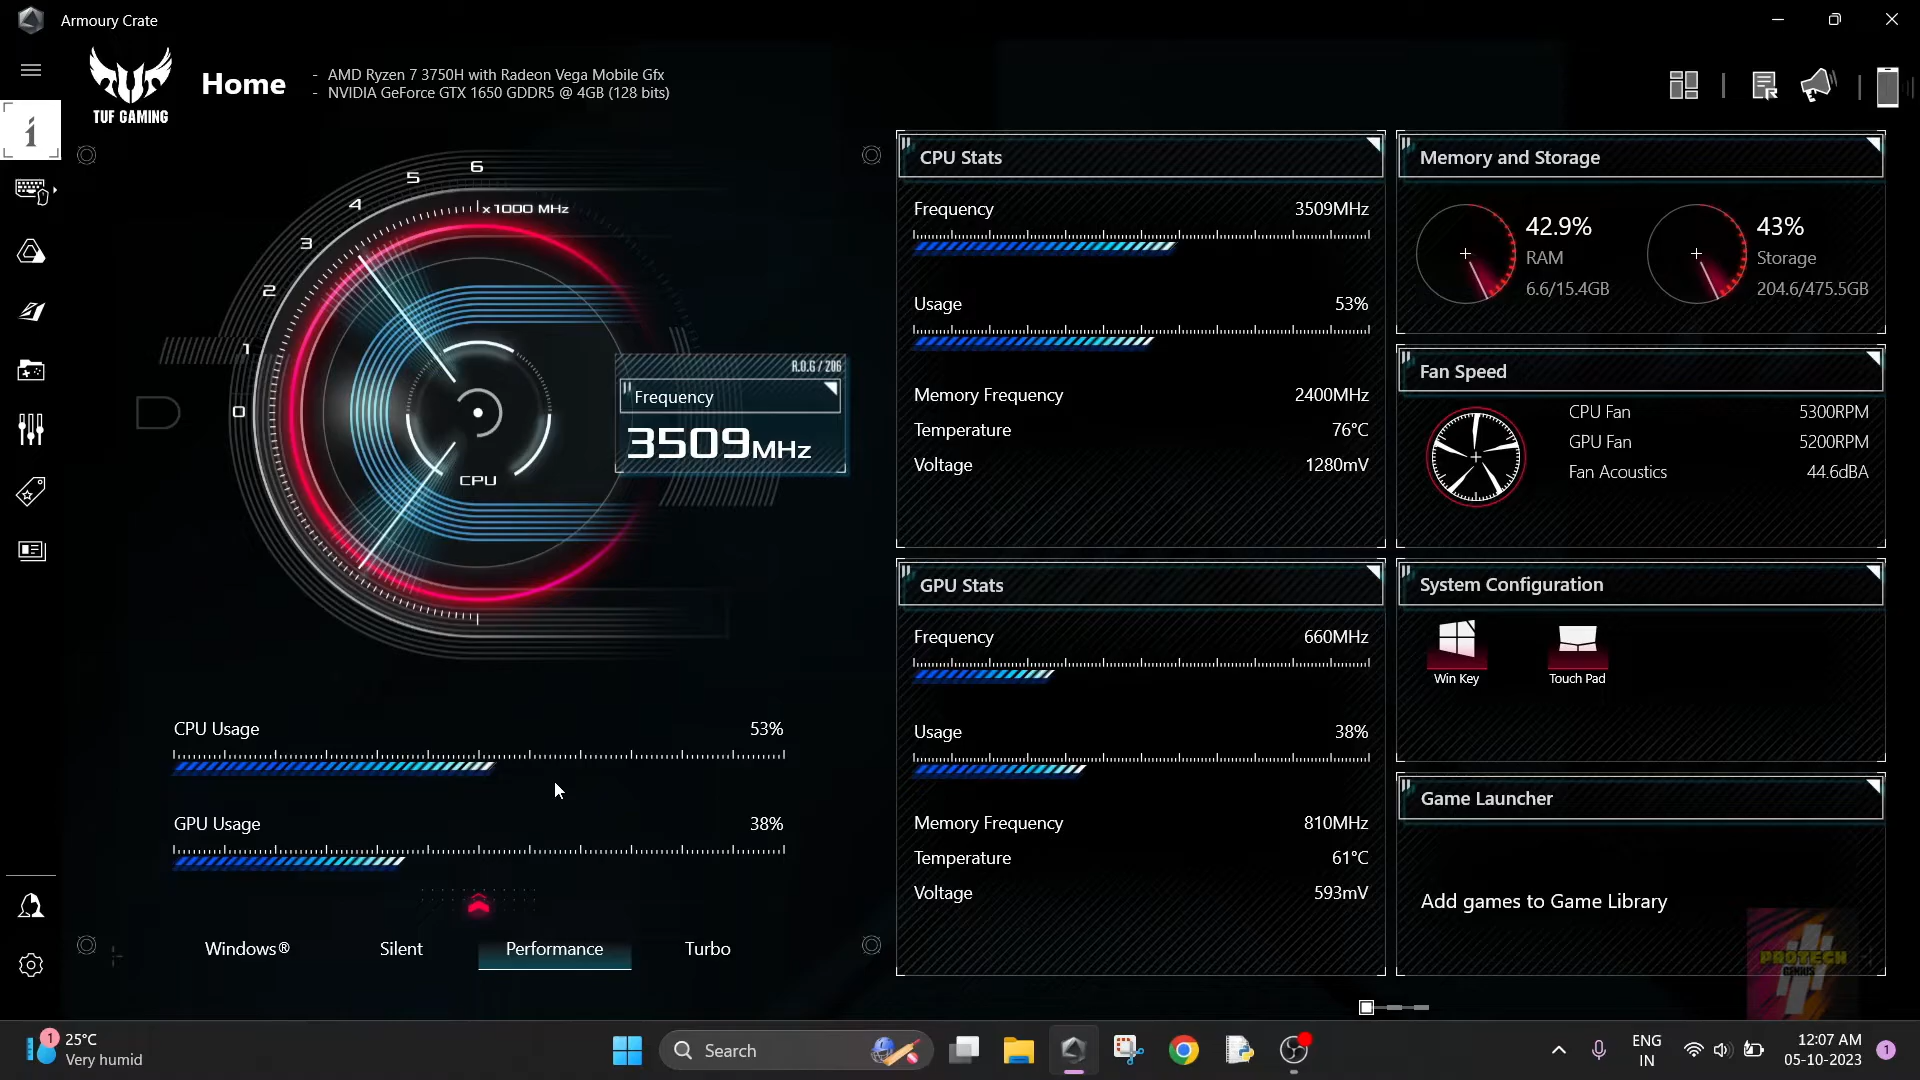 Armoury Crate
TUF GAMING
Home
- AMD Ryzen 7 3750H with Radeon Vega Mobile Gfx
- NVIDIA GeForce GTX 1650 GDDR5 @ 4GB (128 bits)
6
5
4
3
2
1
0
x1000 MHz
R.O.G / 286
Frequency
3509MHz
CPU
CPU Usage 53%
GPU Usage 38%
Windows® Silent Performance Turbo
CPU Stats
Frequency 3509MHz
Usage 53%
Memory Frequency 2400MHz
Temperature 76°C
Voltage 1280mV
GPU Stats
Frequency 660MHz
Usage 38%
Memory Frequency 810MHz
Temperature 61°C
Voltage 593mV
Memory and Storage
42.9%
RAM
6.6/15.4GB
43%
Storage
204.6/475.5GB
Fan Speed
CPU Fan 5300RPM
GPU Fan 5200RPM
Fan Acoustics 44.6dBA
System Configuration
Win Key
Touch Pad
Game Launcher
Add games to Game Library
PROTECH
GENIUS
1
25°C
Very humid
Search
ENG
IN
12:07 AM
05-10-2023
1